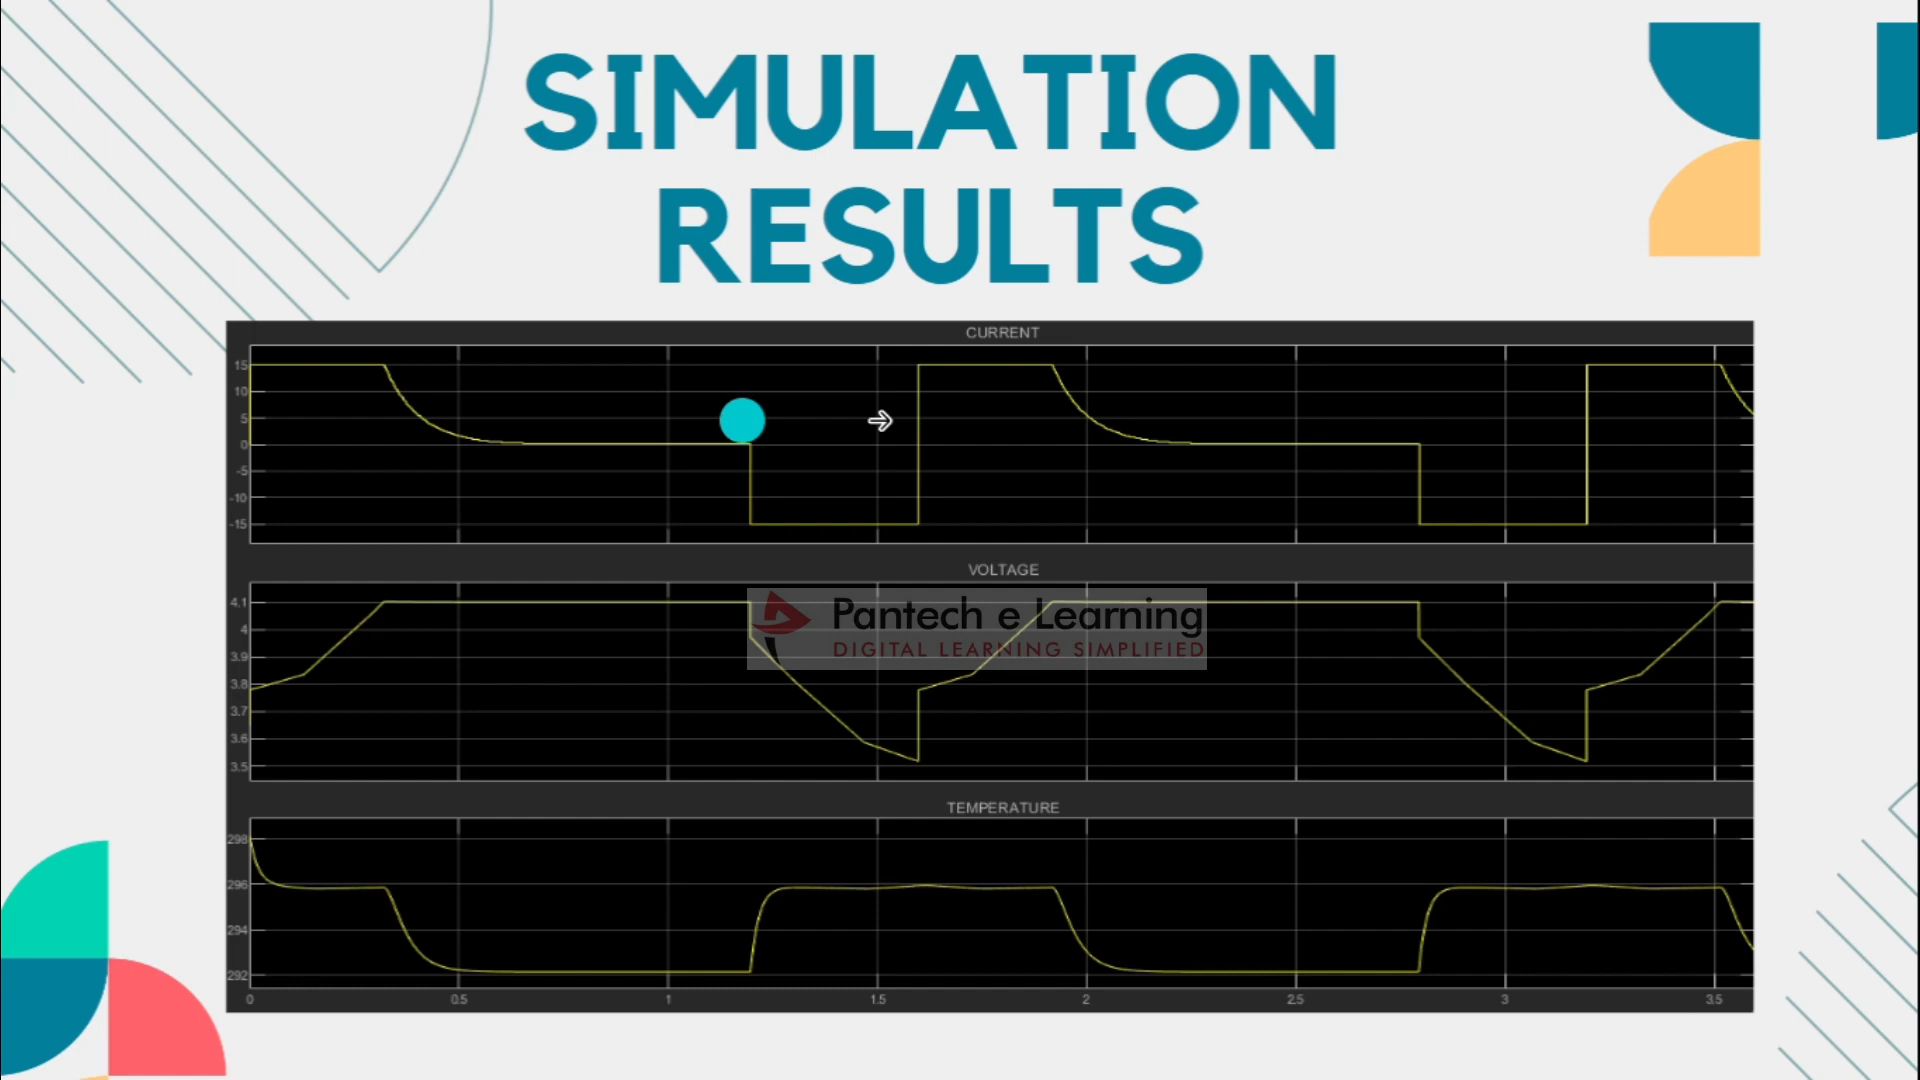 SIMULATION
RESULTS
CURRENT
15
10
5
0
-5
-10
-15
VOLTAGE
4.1
4
3.9
3.8
3.7
3.6
3.5
Pantech e Learning
DIGITAL LEARNING SIMPLIFIED
TEMPERATURE
298
296
294
292
0 0.5 1 1.5 2 2.5 3 3.5